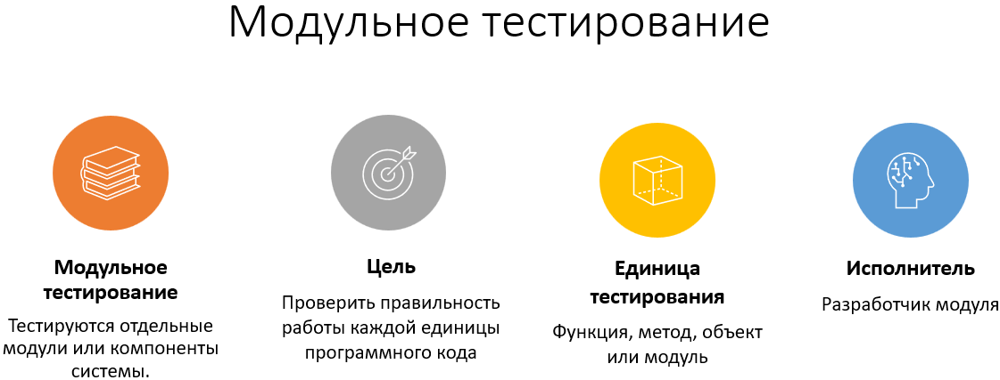 Модульное тестирование
Модульное
тестирование
Тестируются отдельные
модули или компоненты
системы.
Цель
Проверить правильность
работы каждой единицы
программного кода
Единица
тестирования
Функция, метод, объект
или модуль
Исполнитель
Разработчик модуля